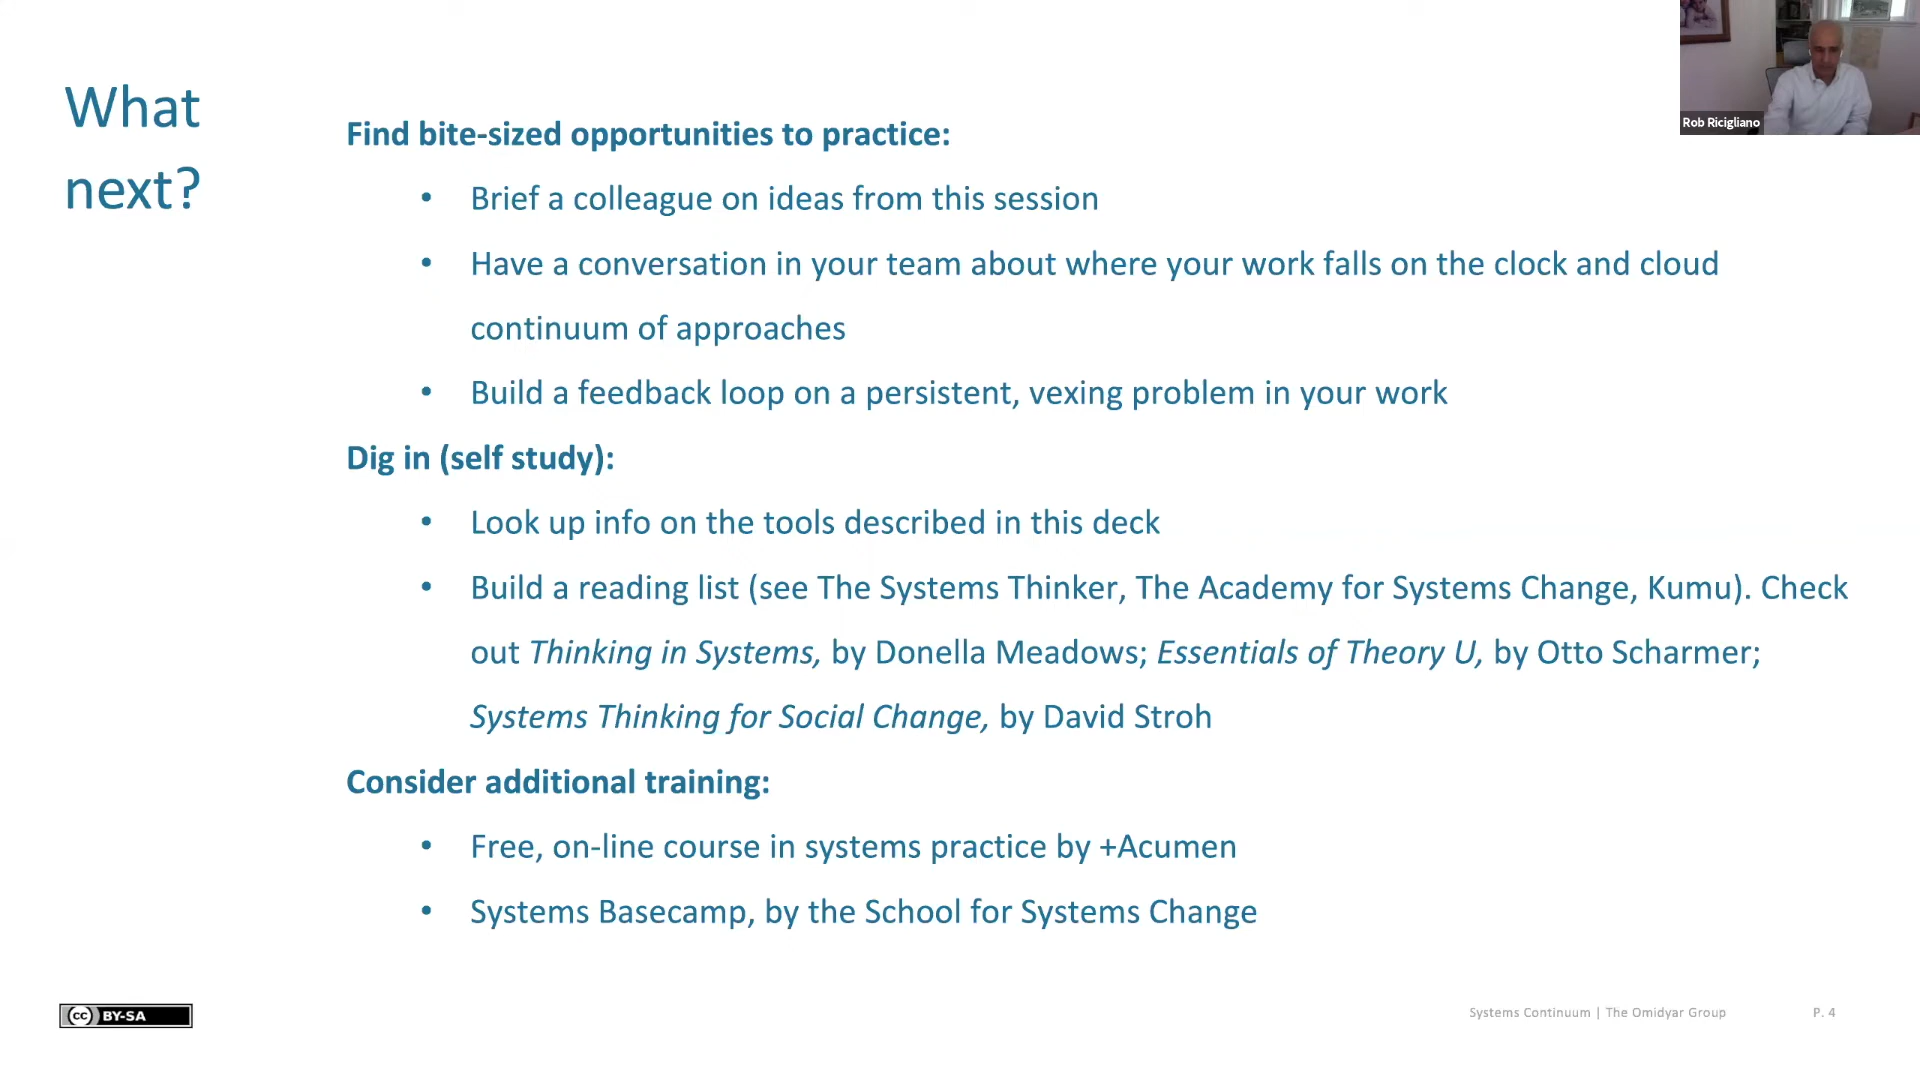 What
next?
Find bite-sized opportunities to practice:
• Brief a colleague on ideas from this session
• Have a conversation in your team about where your work falls on the clock and cloud
continuum of approaches
• Build a feedback loop on a persistent, vexing problem in your work
Dig in (self study):
• Look up info on the tools described in this deck
• Build a reading list (see The Systems Thinker, The Academy for Systems Change, Kumu). Check
out Thinking in Systems, by Donella Meadows; Essentials of Theory U, by Otto Scharmer;
Systems Thinking for Social Change, by David Stroh
Consider additional training:
• Free, on-line course in systems practice by +Acumen
• Systems Basecamp, by the School for Systems Change
Rob Ricigliano
cc BY-SA
Systems Continuum | The Omidyar Group P. 4